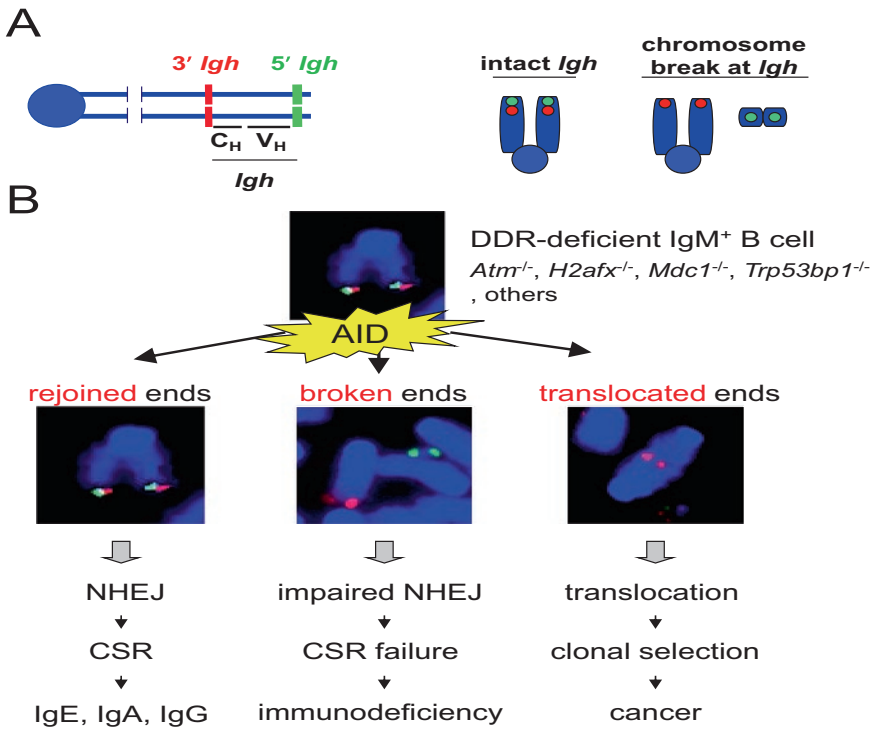 A
3′ Igh 5′ Igh
C_H V_H
Igh
intact Igh
chromosome
break at Igh
B
DDR-deficient IgM⁺ B cell
Atm⁻/⁻, H2afx⁻/⁻, Mdc1⁻/⁻, Trp53bp1⁻/⁻
, others
AID
rejoined ends
broken ends
translocated ends
NHEJ
CSR
IgE, IgA, IgG
impaired NHEJ
CSR failure
immunodeficiency
translocation
clonal selection
cancer